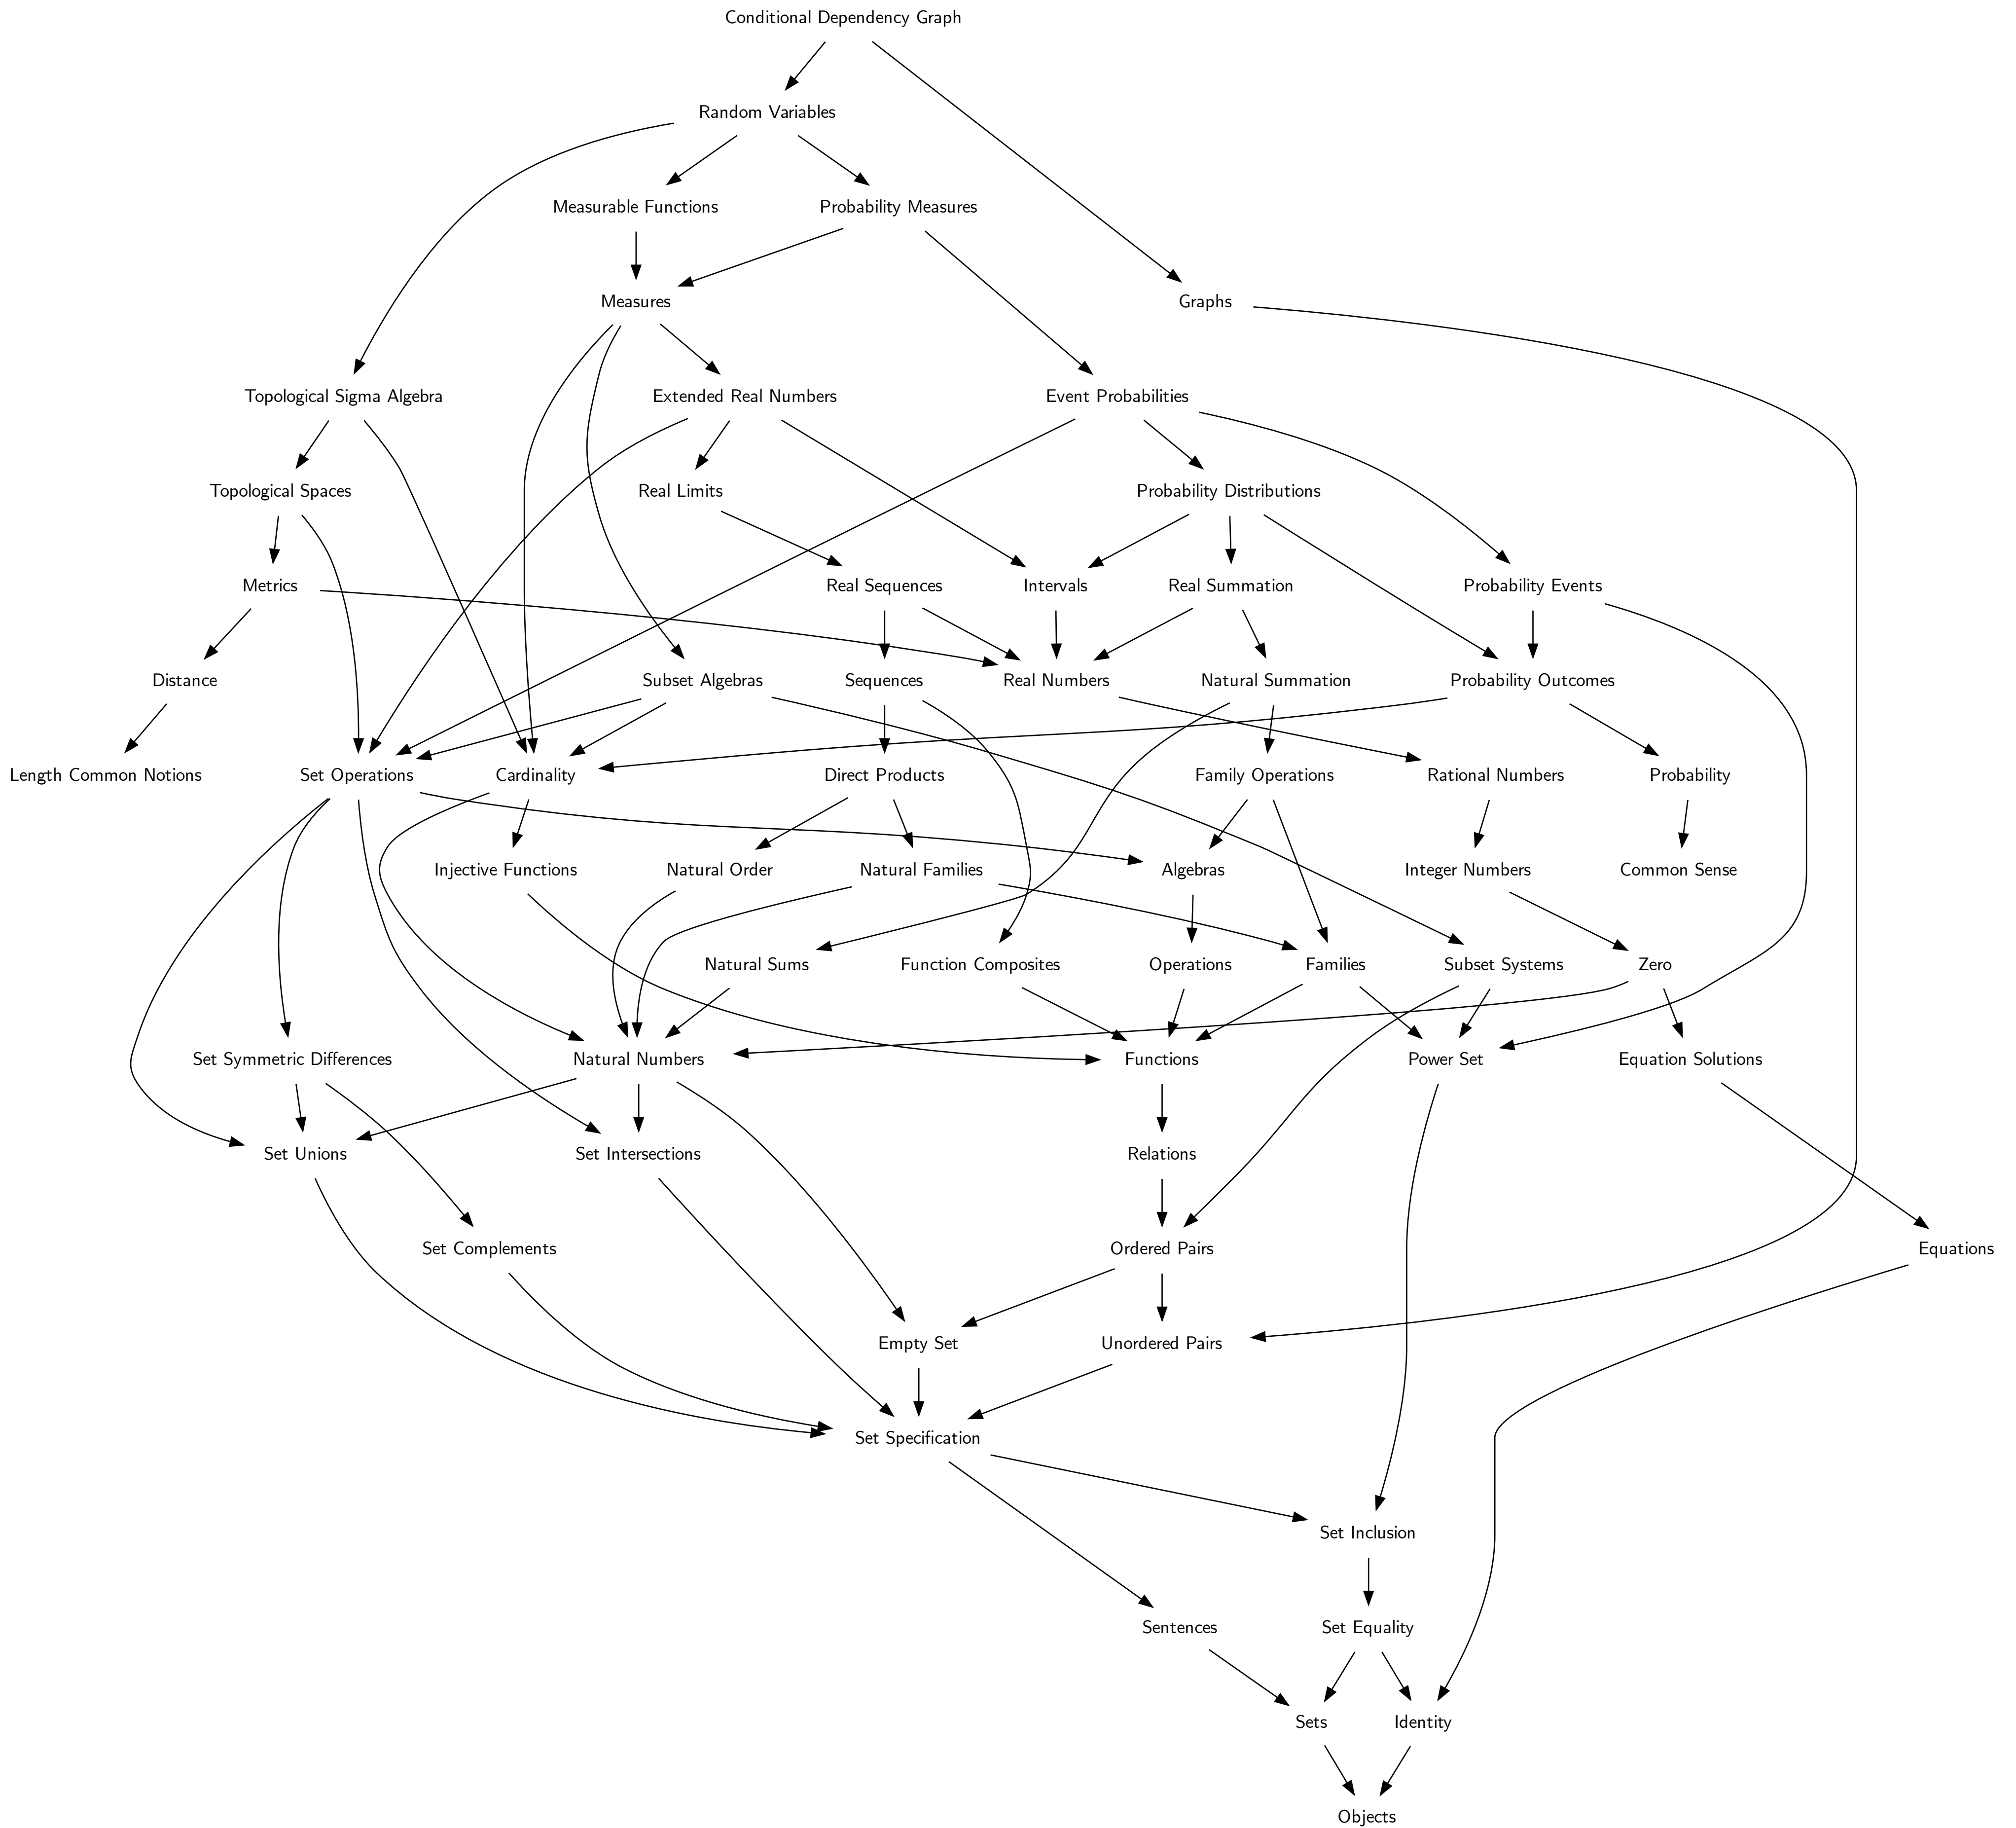 Conditional Dependency Graph
Random Variables
Measurable Functions
Probability Measures
Measures
Graphs
Topological Sigma Algebra
Extended Real Numbers
Event Probabilities
Topological Spaces
Real Limits
Probability Distributions
Metrics
Real Sequences
Intervals
Real Summation
Probability Events
Distance
Subset Algebras
Sequences
Real Numbers
Natural Summation
Probability Outcomes
Length Common Notions
Set Operations
Cardinality
Direct Products
Family Operations
Rational Numbers
Probability
Injective Functions
Natural Order
Natural Families
Algebras
Integer Numbers
Common Sense
Natural Sums
Function Composites
Operations
Families
Subset Systems
Zero
Set Symmetric Differences
Natural Numbers
Functions
Power Set
Equation Solutions
Set Unions
Set Intersections
Relations
Set Complements
Ordered Pairs
Equations
Empty Set
Unordered Pairs
Set Specification
Set Inclusion
Sentences
Set Equality
Sets
Identity
Objects